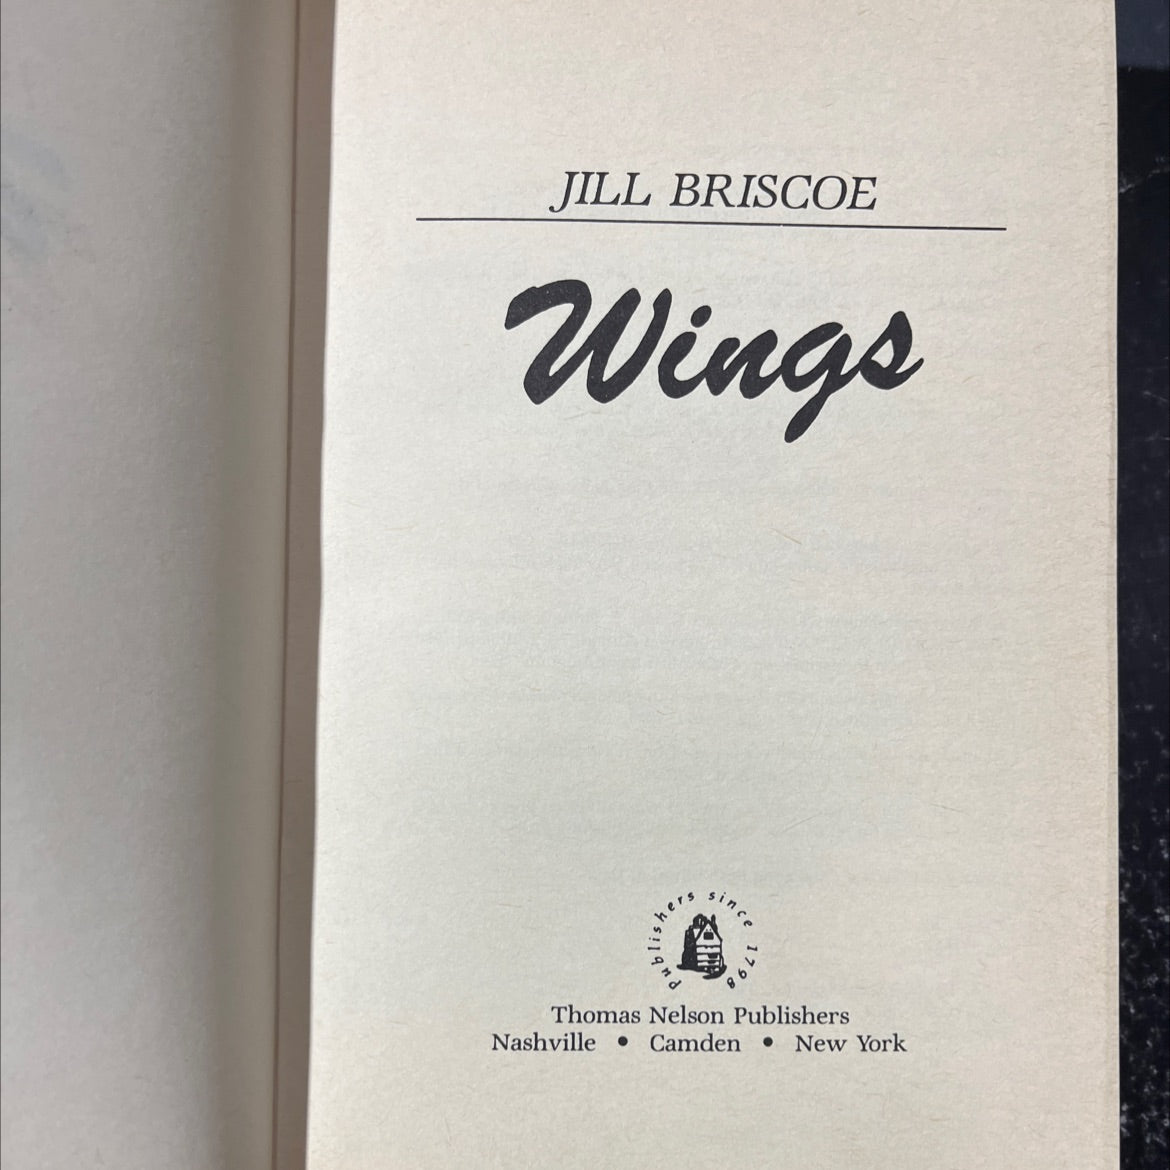 JILL BRISCOE
Wings
publishers since 1798
Thomas Nelson Publishers
Nashville • Camden • New York